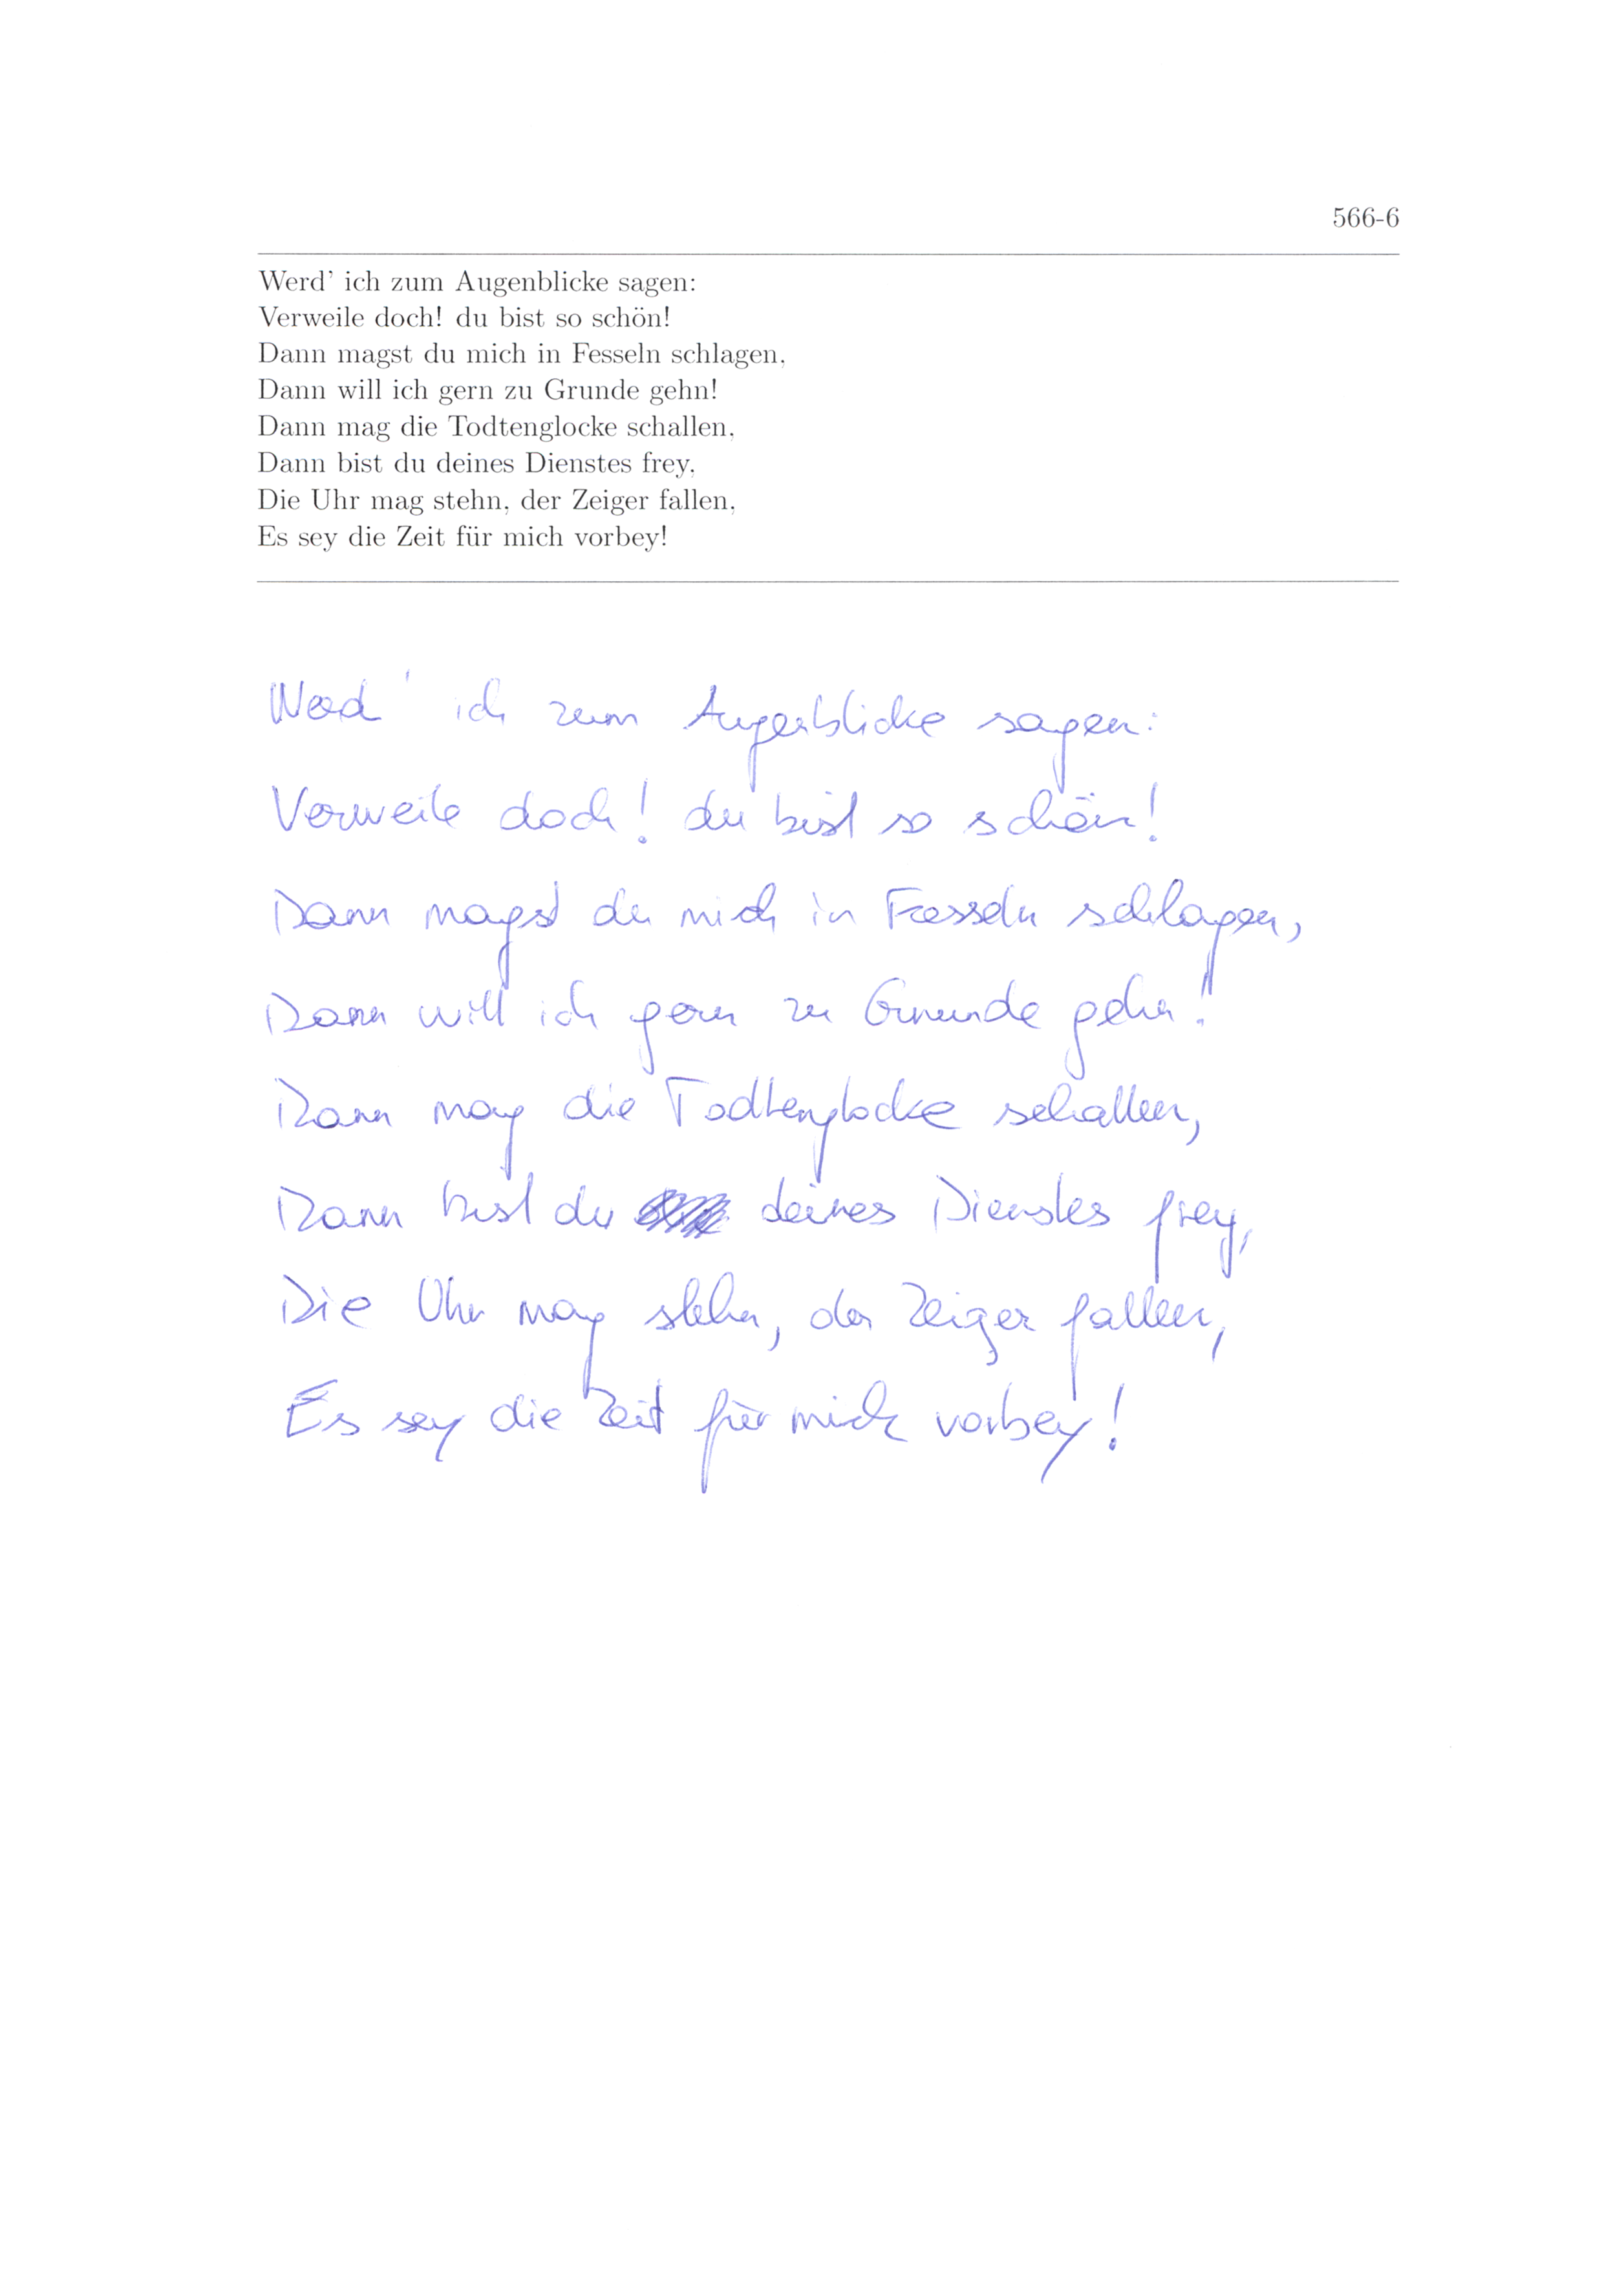 566-6
Werd' ich zum Augenblicke sagen:
Verweile doch! du bist so schön!
Dann magst du mich in Fesseln schlagen,
Dann will ich gern zu Grunde gehn!
Dann mag die Todtenglocke schallen,
Dann bist du deines Dienstes frey,
Die Uhr mag stehn, der Zeiger fallen,
Es sey die Zeit für mich vorbey!
Werd' ich zum Augenblicke sagen:
Verweile doch! du bist so schön!
Dann magst du mich in Fesseln schlagen,
Dann will ich gern zu Grunde gehn!
Dann mag die Todtenglocke schallen,
Dann bist du deines Dienstes frey,
Die Uhr mag stehn, der Zeiger fallen,
Es sey die Zeit für mich vorbey!